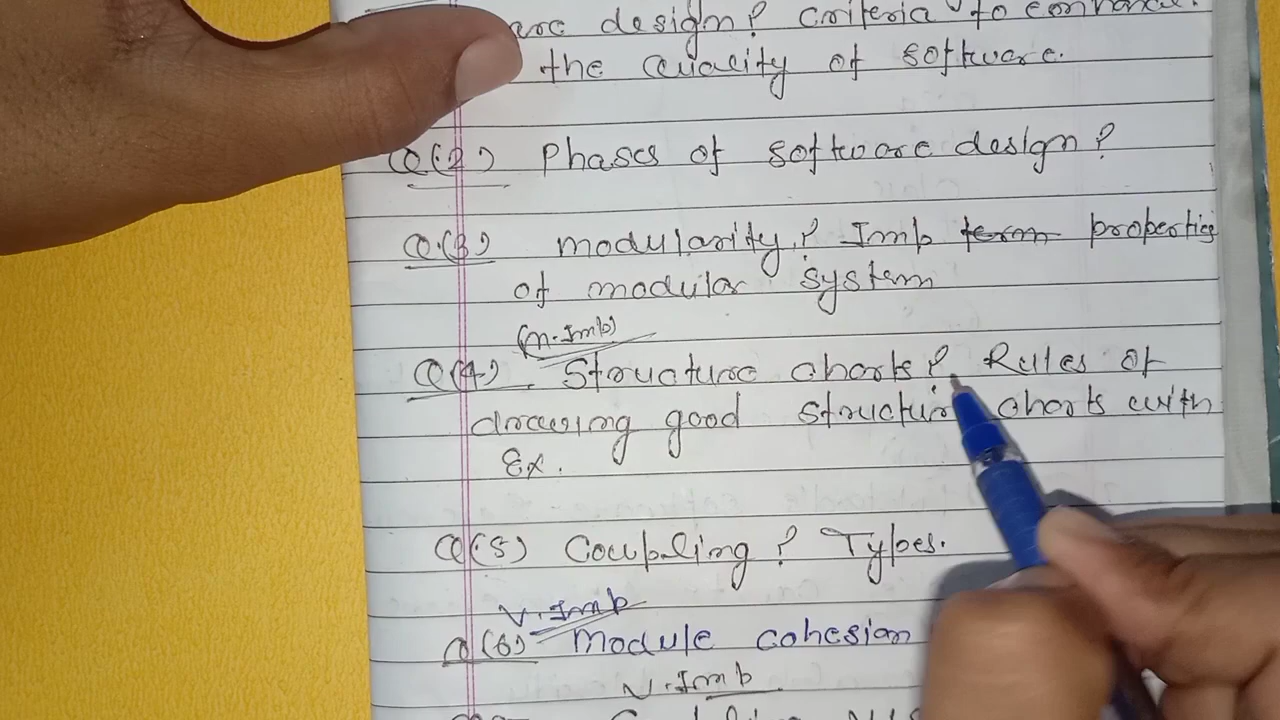 design? criteria to
the quality of software.
Q(2) Phases of software design?
Q.(3) modularity? Imp term properties
of modular system
(m.Imp)
Q(4). Structure charts? Rules of
drawing good structure charts with
Ex.
Q(5) Coupling? Types.
V.Imp
Q(6) Module cohesion
V.Imp